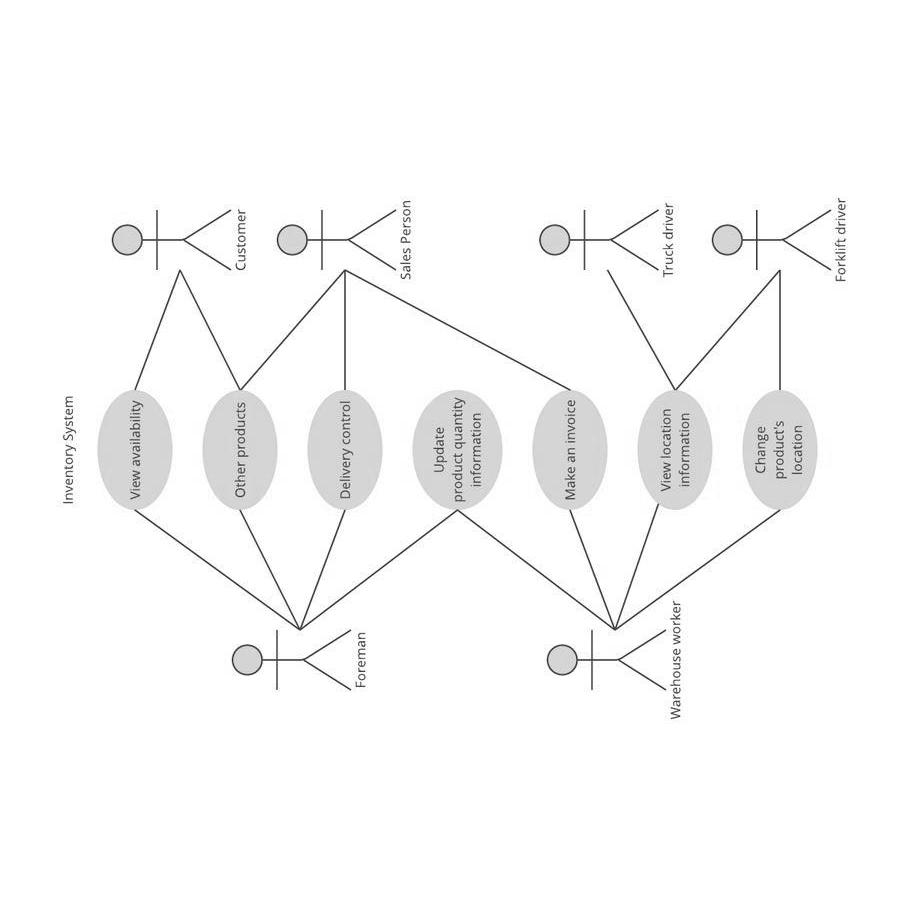 Inventory System
Customer
Sales Person
Truck driver
Forklift driver
View availability
Other products
Delivery control
Update
product quantity
information
Make an invoice
View location
information
Change
product's
location
Foreman
Warehouse worker